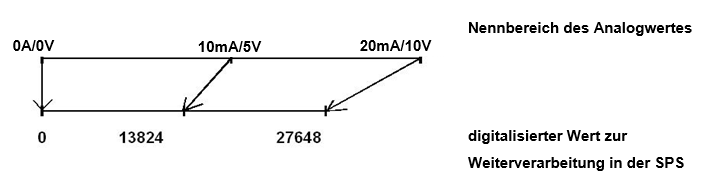 Nennbereich des Analogwertes
0A/0V 10mA/5V 20mA/10V
0 13824 27648
digitalisierter Wert zur
Weiterverarbeitung in der SPS